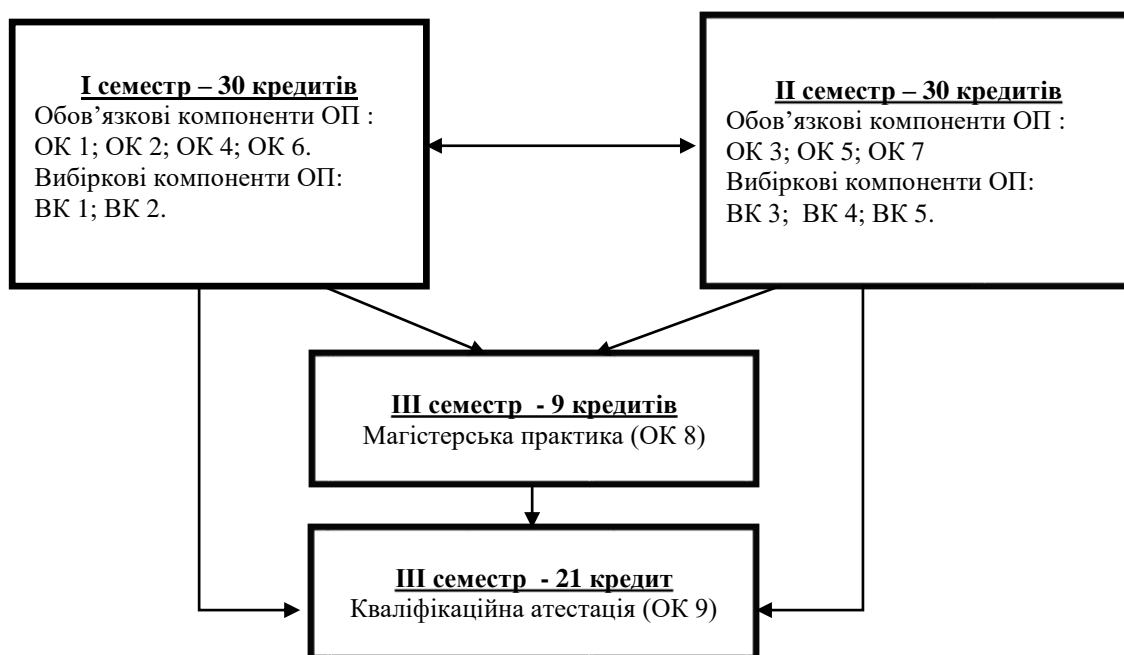 І семестр – 30 кредитів
Обов’язкові компоненти ОП :
ОК 1; ОК 2; ОК 4; ОК 6.
Вибіркові компоненти ОП:
ВК 1; ВК 2.
ІІ семестр – 30 кредитів
Обов’язкові компоненти ОП :
ОК 3; ОК 5; ОК 7
Вибіркові компоненти ОП:
ВК 3; ВК 4; ВК 5.
ІІІ семестр - 9 кредитів
Магістерська практика (ОК 8)
ІІІ семестр - 21 кредит
Кваліфікаційна атестація (ОК 9)